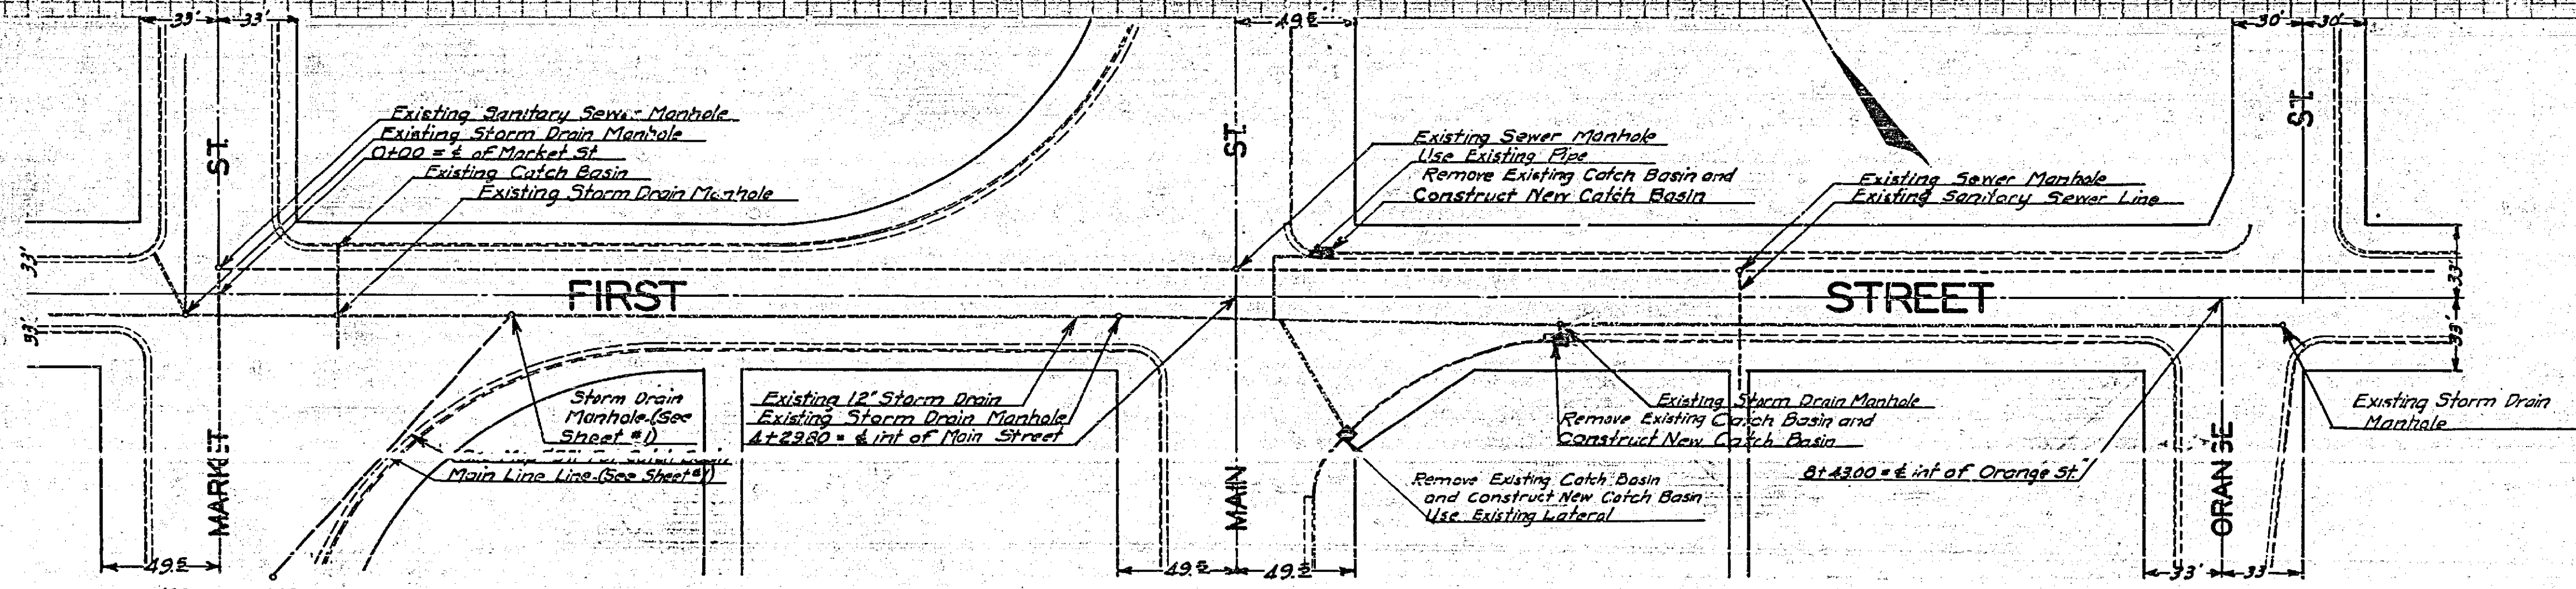 33' 33'
49.5'
30' 30'
ST.
Existing Sanitary Sewer Manhole
Existing Storm Drain Manhole
0+00 = ℄ of Market St.
Existing Catch Basin
Existing Storm Drain Manhole
ST.
Existing Sewer Manhole
Use Existing Pipe
Remove Existing Catch Basin and
Construct New Catch Basin
Existing Sewer Manhole
Existing Sanitary Sewer Line
ST.
33'
33'
FIRST STREET
33'
33'
Storm Drain
Manhole-(See
Sheet #1)
Main Line Line-(See Sheet #1)
Existing 12" Storm Drain
Existing Storm Drain Manhole
4+29.80 = ℄ int of Main Street
Existing Storm Drain Manhole
Remove Existing Catch Basin and
Construct New Catch Basin
Remove Existing Catch Basin
and Construct New Catch Basin
Use Existing Lateral
8+43.00 = ℄ int of Orange St.
Existing Storm Drain
Manhole
MARKET
MAIN
ORANGE
49.5
49.5 49.5
33' 33'